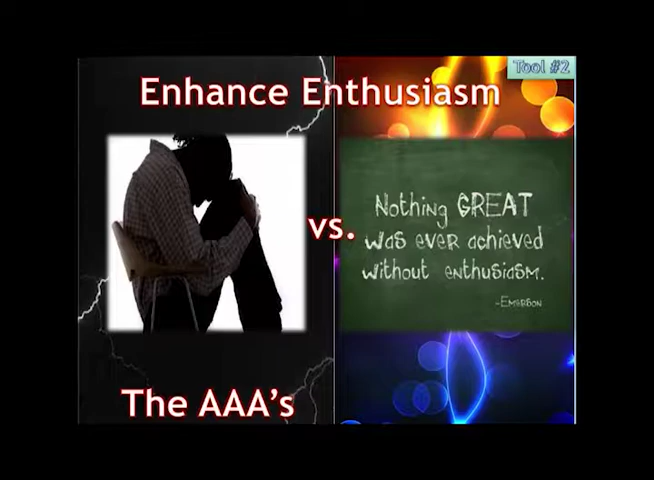 Tool #2
Enhance Enthusiasm
vs.
Nothing GREAT
was ever achieved
without enthusiasm.
-Emerson
The AAA's